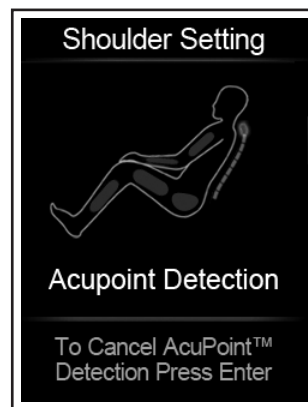 Shoulder Setting
Acupoint Detection
To Cancel AcuPoint™
Detection Press Enter